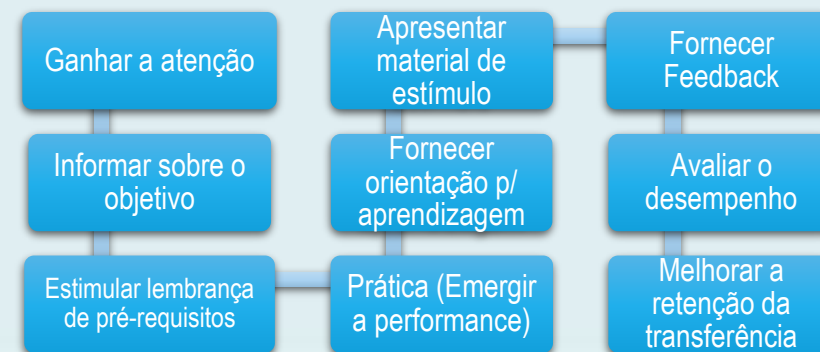 Ganhar a atenção
Informar sobre o
objetivo
Estimular lembrança
de pré-requisitos
Prática (Emergir
a performance)
Fornecer
orientação p/
aprendizagem
Apresentar
material de
estímulo
Fornecer
Feedback
Avaliar o
desempenho
Melhorar a
retenção da
transferência